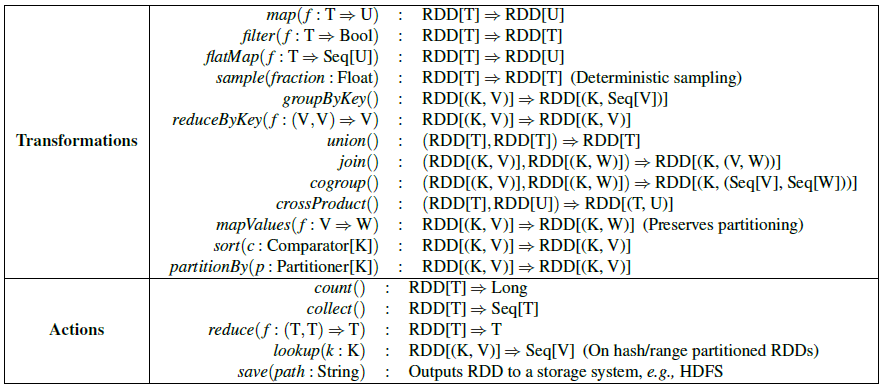 map(f : T ⇒ U) : RDD[T] ⇒ RDD[U]
filter(f : T ⇒ Bool) : RDD[T] ⇒ RDD[T]
flatMap(f : T ⇒ Seq[U]) : RDD[T] ⇒ RDD[U]
sample(fraction : Float) : RDD[T] ⇒ RDD[T] (Deterministic sampling)
groupByKey() : RDD[(K, V)] ⇒ RDD[(K, Seq[V])]
reduceByKey(f : (V,V) ⇒ V) : RDD[(K, V)] ⇒ RDD[(K, V)]
Transformations union() : (RDD[T],RDD[T]) ⇒ RDD[T]
join() : (RDD[(K, V)],RDD[(K, W)]) ⇒ RDD[(K, (V, W))]
cogroup() : (RDD[(K, V)],RDD[(K, W)]) ⇒ RDD[(K, (Seq[V], Seq[W]))]
crossProduct() : (RDD[T],RDD[U]) ⇒ RDD[(T, U)]
mapValues(f : V ⇒ W) : RDD[(K, V)] ⇒ RDD[(K, W)] (Preserves partitioning)
sort(c : Comparator[K]) : RDD[(K, V)] ⇒ RDD[(K, V)]
partitionBy(p : Partitioner[K]) : RDD[(K, V)] ⇒ RDD[(K, V)]
count() : RDD[T] ⇒ Long
collect() : RDD[T] ⇒ Seq[T]
Actions reduce(f : (T,T) ⇒ T) : RDD[T] ⇒ T
lookup(k : K) : RDD[(K, V)] ⇒ Seq[V] (On hash/range partitioned RDDs)
save(path : String) : Outputs RDD to a storage system, e.g., HDFS